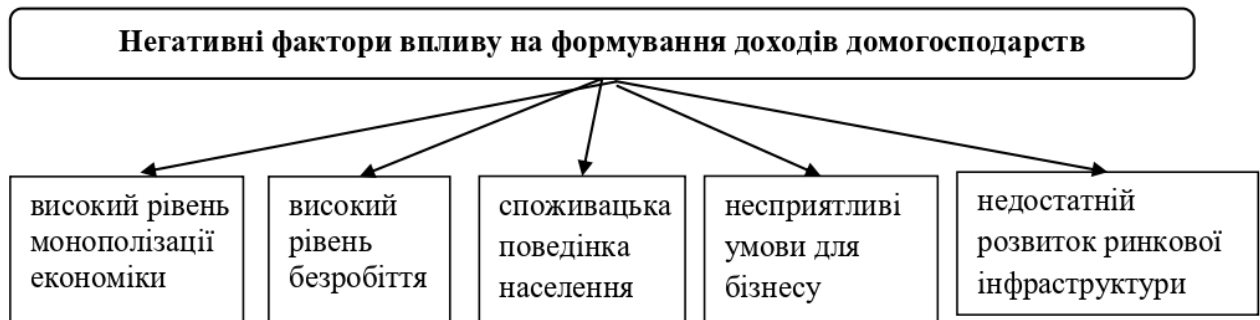 Негативні фактори впливу на формування доходів домогосподарств
високий рівень
монополізації
економіки
високий
рівень
безробіття
споживацька
поведінка
населення
несприятливі
умови для
бізнесу
недостатній
розвиток ринкової
інфраструктури